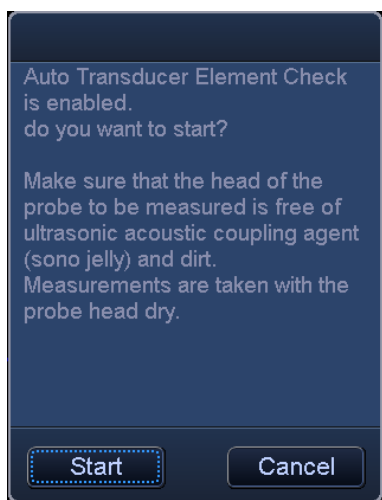 Auto Transducer Element Check
is enabled.
do you want to start?
Make sure that the head of the
probe to be measured is free of
ultrasonic acoustic coupling agent
(sono jelly) and dirt.
Measurements are taken with the
probe head dry.
Start
Cancel